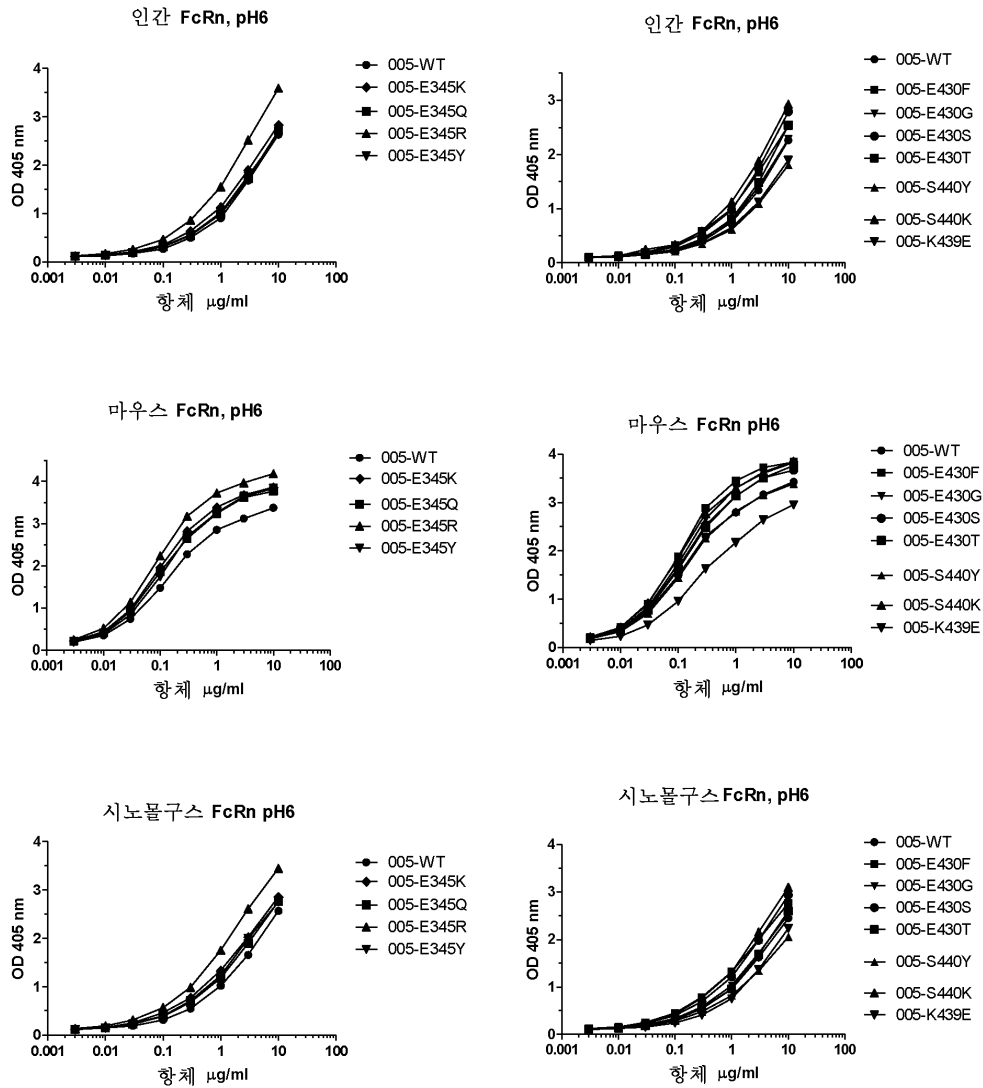 인간 FcRn, pH6
OD 405 nm
4
3
2
1
0
0.001 0.01 0.1 1 10 100
항체 μg/ml
005-WT
005-E345K
005-E345Q
005-E345R
005-E345Y
인간 FcRn, pH6
OD 405 nm
3
2
1
0
0.001 0.01 0.1 1 10 100
항체 μg/ml
005-WT
005-E430F
005-E430G
005-E430S
005-E430T
005-S440Y
005-S440K
005-K439E
마우스 FcRn, pH6
OD 405 nm
4
3
2
1
0
0.001 0.01 0.1 1 10 100
항체 μg/ml
005-WT
005-E345K
005-E345Q
005-E345R
005-E345Y
마우스 FcRn pH6
OD 405 nm
4
3
2
1
0
0.001 0.01 0.1 1 10 100
항체 μg/ml
005-WT
005-E430F
005-E430G
005-E430S
005-E430T
005-S440Y
005-S440K
005-K439E
시노몰구스 FcRn pH6
OD 405 nm
4
3
2
1
0
0.001 0.01 0.1 1 10 100
항체 μg/ml
005-WT
005-E345K
005-E345Q
005-E345R
005-E345Y
시노몰구스 FcRn, pH6
OD 405 nm
4
3
2
1
0
0.001 0.01 0.1 1 10 100
항체 μg/ml
005-WT
005-E430F
005-E430G
005-E430S
005-E430T
005-S440Y
005-S440K
005-K439E